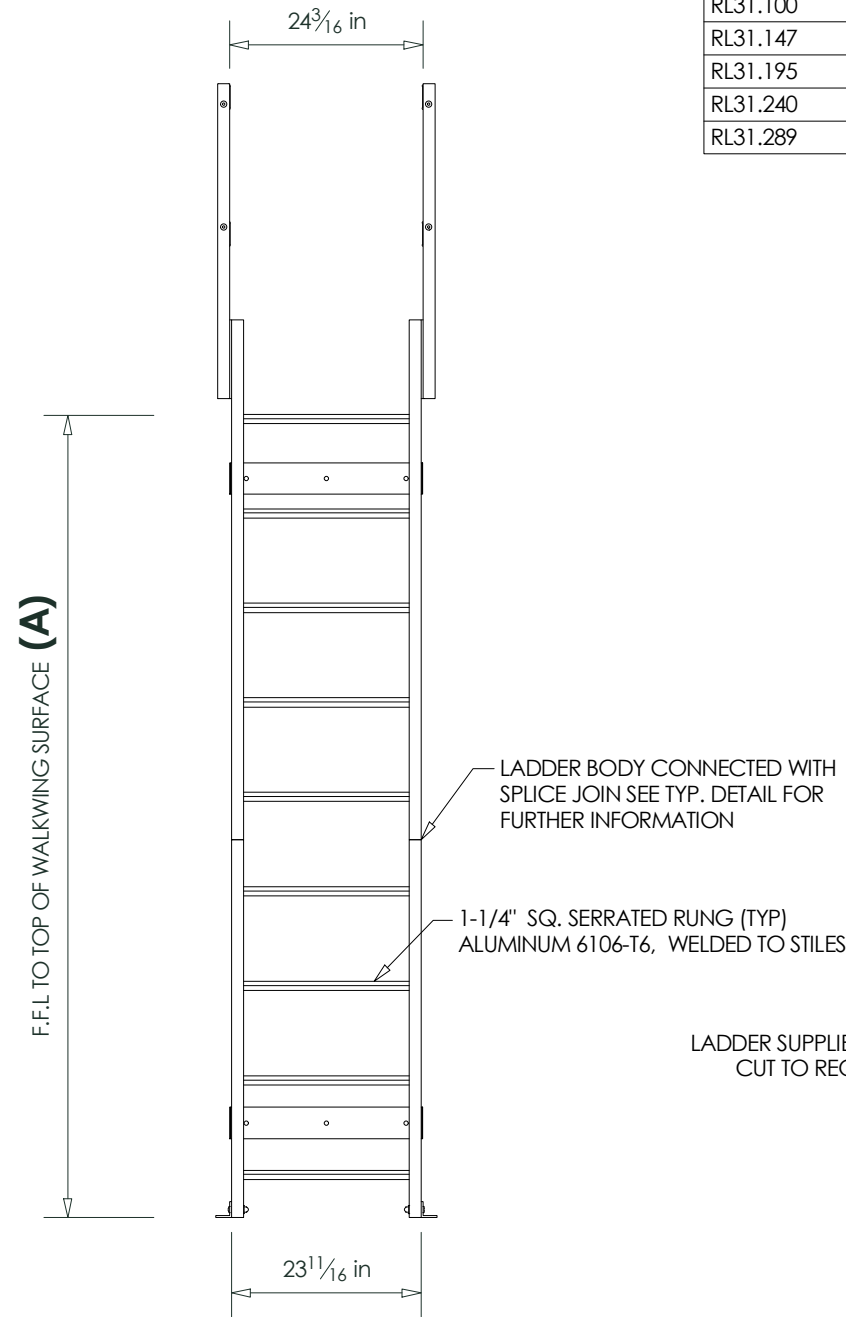 24 3/16 in
RL31.100
RL31.147
RL31.195
RL31.240
RL31.289
F.F.L TO TOP OF WALKWING SURFACE (A)
LADDER BODY CONNECTED WITH
SPLICE JOIN SEE TYP. DETAIL FOR
FURTHER INFORMATION
1-1/4" SQ. SERRATED RUNG (TYP)
ALUMINUM 6106-T6, WELDED TO STILES
LADDER SUPPLIE
CUT TO REQ
23 11/16 in